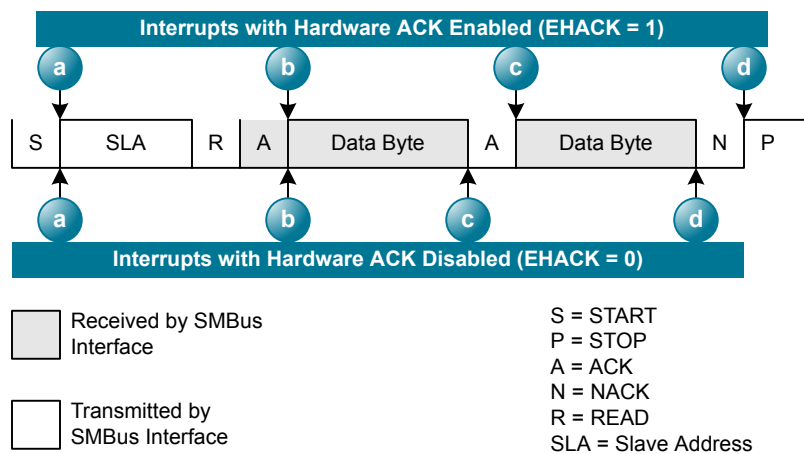 Interrupts with Hardware ACK Enabled (EHACK = 1)
a b c d
S SLA R A Data Byte A Data Byte N P
a b c d
Interrupts with Hardware ACK Disabled (EHACK = 0)
Received by SMBus
Interface
Transmitted by
SMBus Interface
S = START
P = STOP
A = ACK
N = NACK
R = READ
SLA = Slave Address